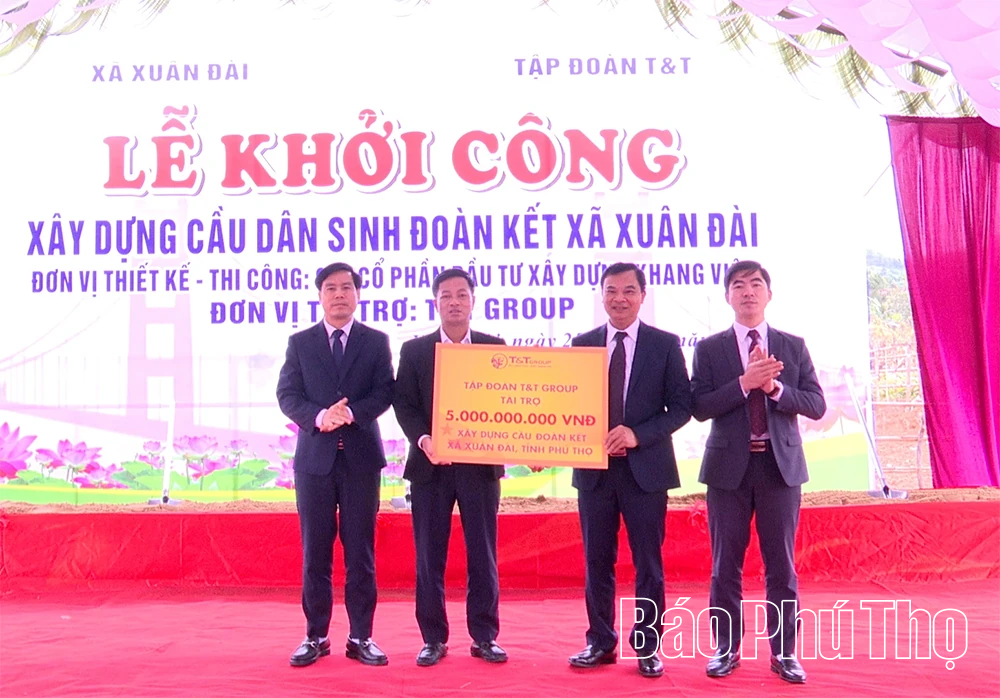 XÃ XUÂN ĐÀI
TẬP ĐOÀN T&T
LỄ KHỞI CÔNG
XÂY DỰNG CẦU DÂN SINH ĐOÀN KẾT XÃ XUÂN ĐÀI
ĐƠN VỊ THIẾT KẾ - THI CÔNG: CỔ PHẦN ĐẦU TƯ XÂY DỰNG KHANG
ĐƠN VỊ TRỢ: GROUP
ngày
T&T GROUP
TẬP ĐOÀN T&T GROUP
TÀI TRỢ
5.000.000.000 VNĐ
XÂY DỰNG CẦU ĐOÀN KẾT
XÃ XUÂN ĐÀI, TỈNH PHÚ THỌ
Báo Phú Thọ